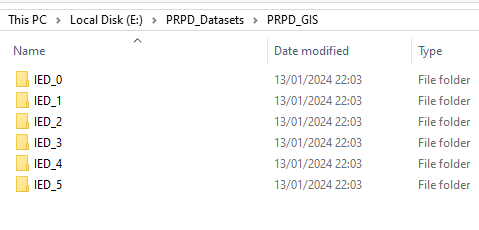 This PC > Local Disk (E:) > PRPD_Datasets > PRPD_GIS
Name Date modified Type
IED_0 13/01/2024 22:03 File folder
IED_1 13/01/2024 22:03 File folder
IED_2 13/01/2024 22:03 File folder
IED_3 13/01/2024 22:03 File folder
IED_4 13/01/2024 22:03 File folder
IED_5 13/01/2024 22:03 File folder